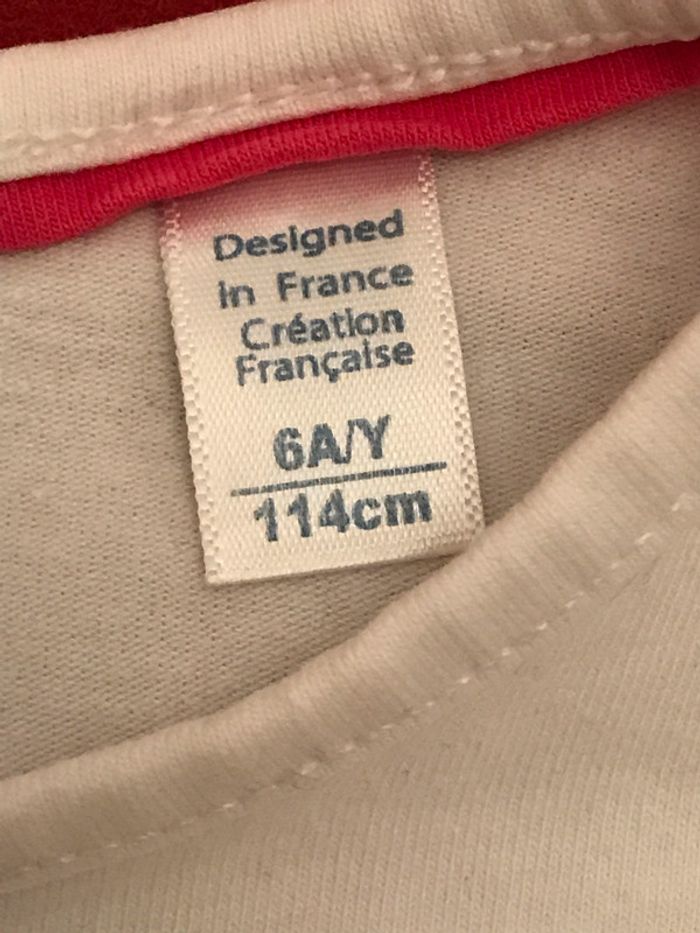 Designed
in France
Création
Française
6A/Y
114cm